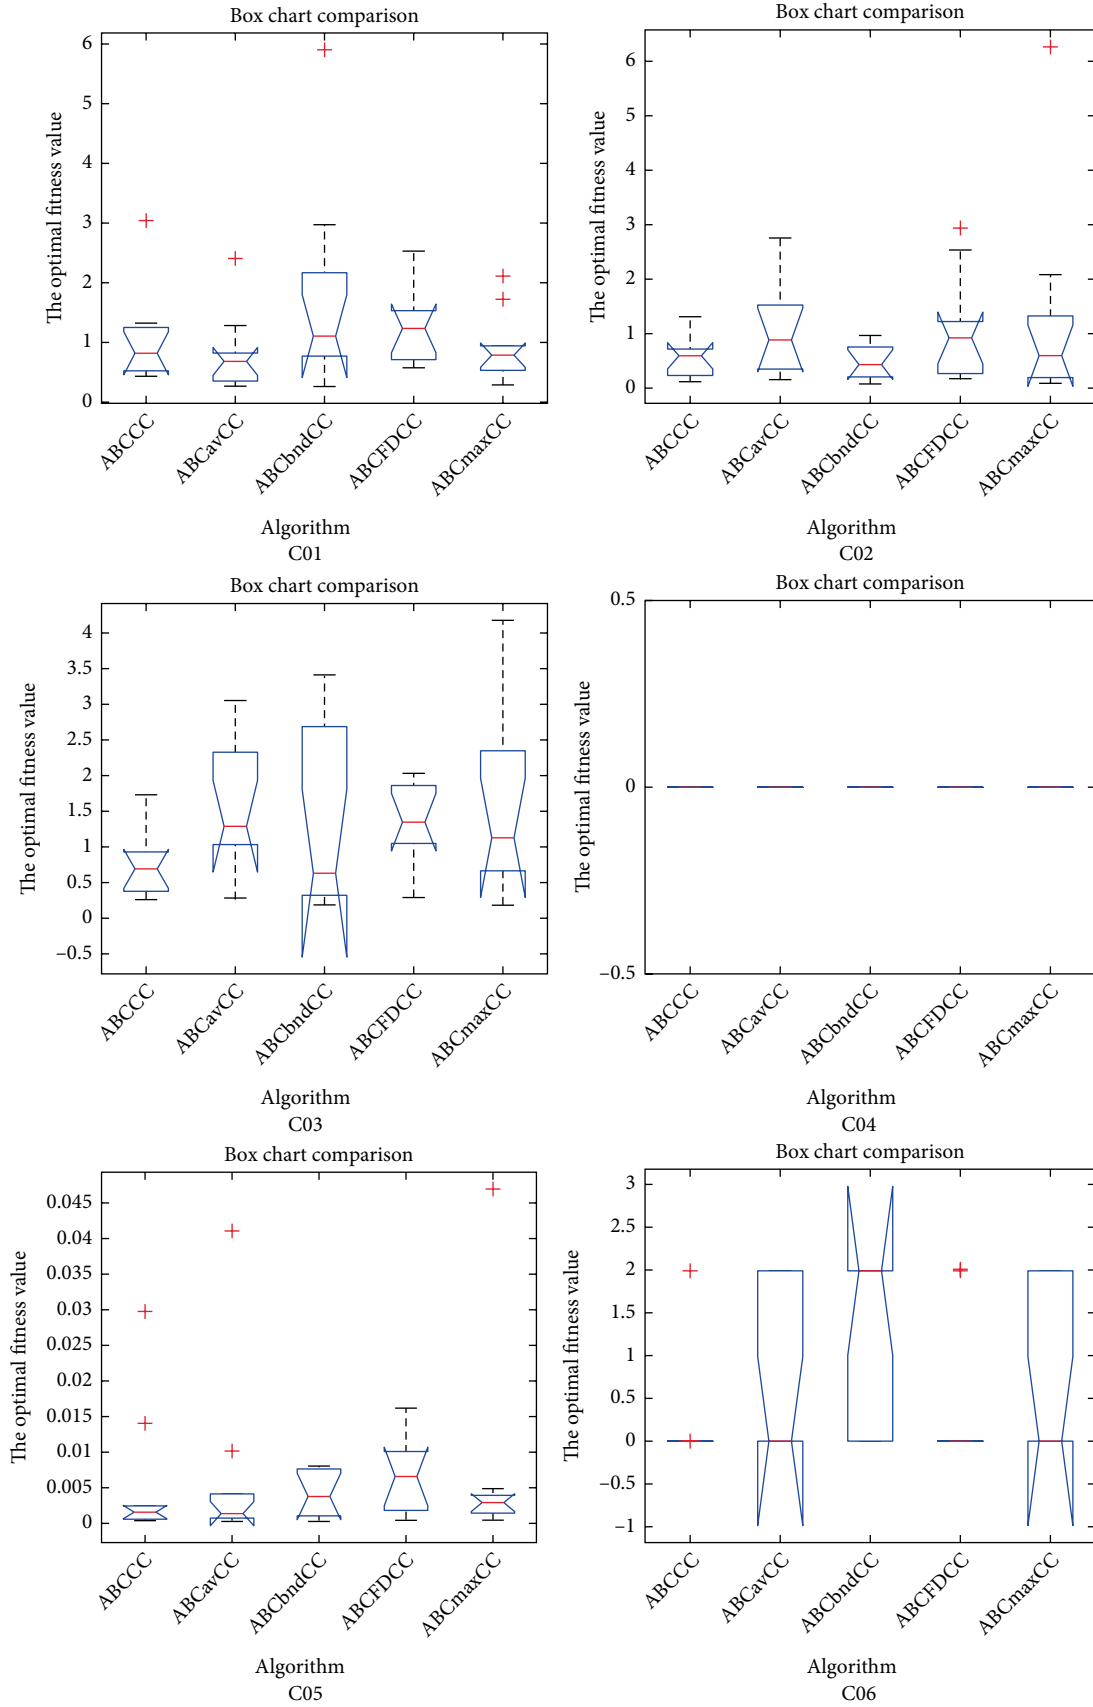 Box chart comparison
The optimal fitness value
6
5
4
3
2
1
0
ABCCC
ABCavCC
ABCbndCC
ABCFDCC
ABCmaxCC
Algorithm
C01
Box chart comparison
The optimal fitness value
6
5
4
3
2
1
0
ABCCC
ABCavCC
ABCbndCC
ABCFDCC
ABCmaxCC
Algorithm
C02
Box chart comparison
The optimal fitness value
4
3.5
3
2.5
2
1.5
1
0.5
0
–0.5
ABCCC
ABCavCC
ABCbndCC
ABCFDCC
ABCmaxCC
Algorithm
C03
Box chart comparison
The optimal fitness value
0.5
0
–0.5
ABCCC
ABCavCC
ABCbndCC
ABCFDCC
ABCmaxCC
Algorithm
C04
Box chart comparison
The optimal fitness value
0.045
0.04
0.035
0.03
0.025
0.02
0.015
0.01
0.005
0
ABCCC
ABCavCC
ABCbndCC
ABCFDCC
ABCmaxCC
Algorithm
C05
Box chart comparison
The optimal fitness value
3
2.5
2
1.5
1
0.5
0
–0.5
–1
ABCCC
ABCavCC
ABCbndCC
ABCFDCC
ABCmaxCC
Algorithm
C06